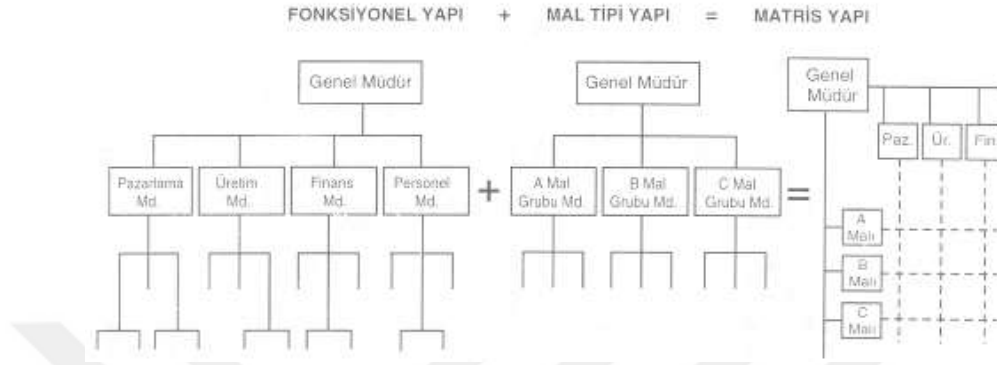 FONKSİYONEL YAPI + MAL TİPİ YAPI = MATRİS YAPI
Genel Müdür
Pazarlama
Md.
Üretim
Md.
Finans
Md.
Personel
Md.
+
Genel Müdür
A Mal
Grubu Md.
B Mal
Grubu Md.
C Mal
Grubu Md.
=
Genel
Müdür
Paz.
Ür.
Fin
A
Malı
B
Malı
C
Malı